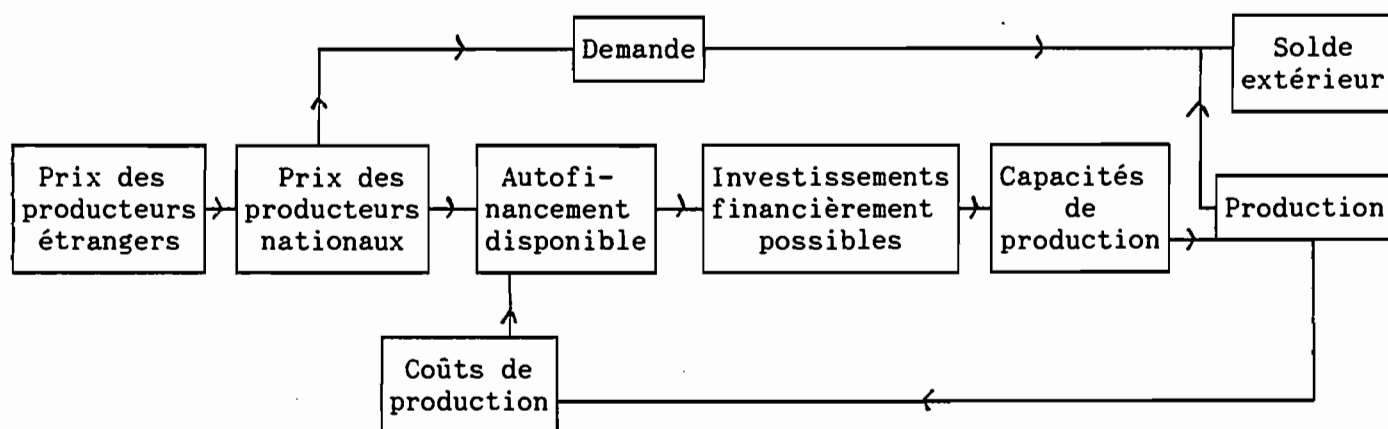 Demande
Solde
extérieur
Prix des
producteurs
étrangers
Prix des
producteurs
nationaux
Autofi-
nancement
disponible
Investissements
financièrement
possibles
Capacités
de
production
Production
Coûts de
production